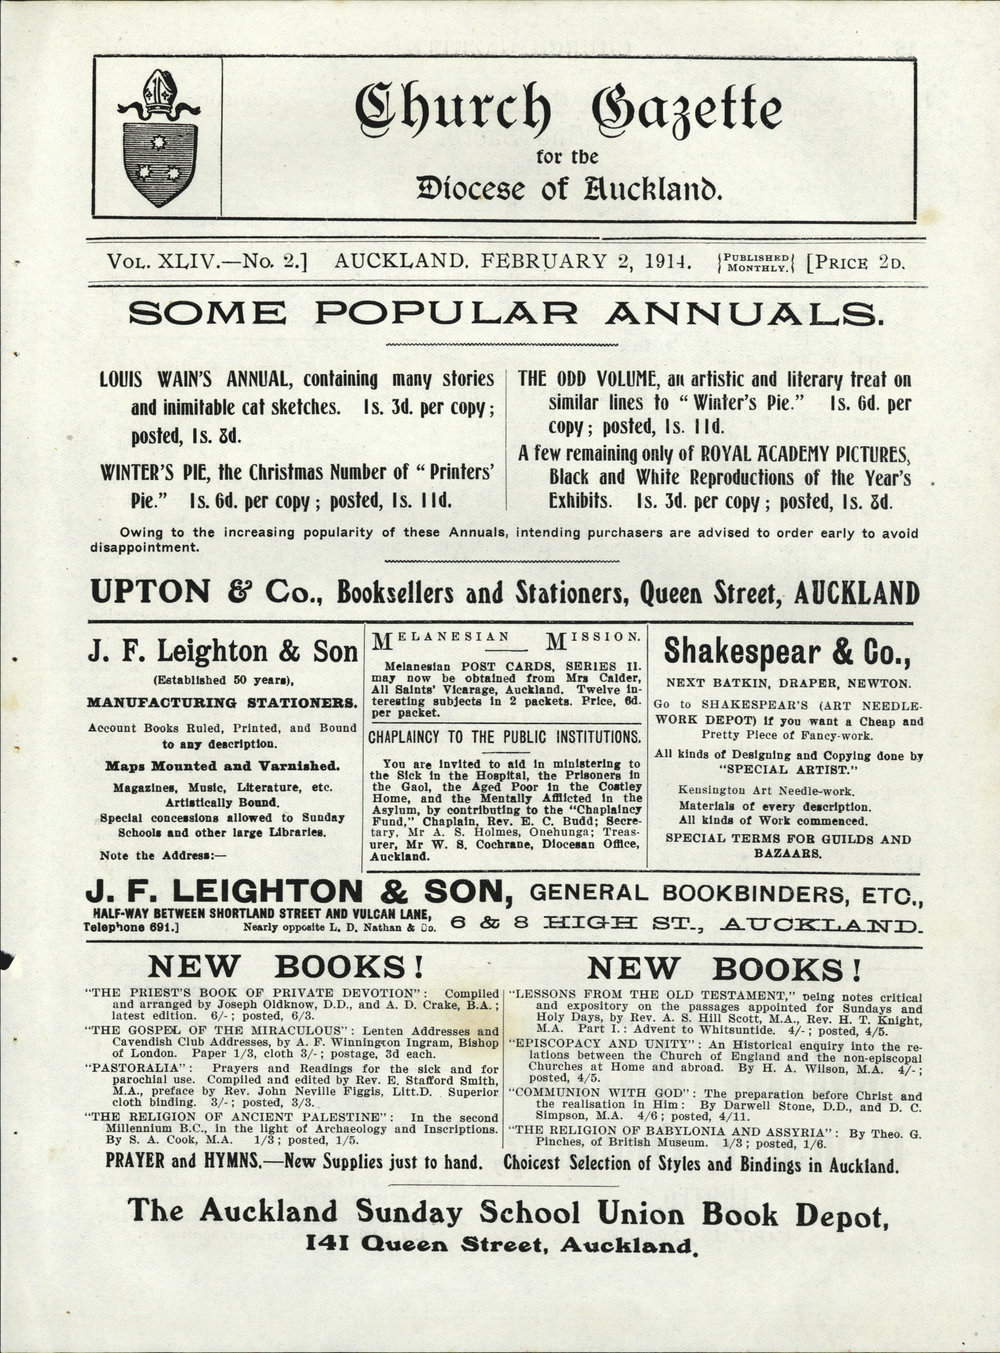 Church Gazette
for the
Diocese of Auckland.
VOL. XLIV.—No. 2.] AUCKLAND, FEBRUARY 2, 1914. {PUBLISHED MONTHLY.} [PRICE 2D.
SOME POPULAR ANNUALS.
LOUIS WAIN'S ANNUAL, containing many stories
and inimitable cat sketches. 1s. 3d. per copy;
posted, 1s. 8d.
WINTER'S PIE, the Christmas Number of "Printers'
Pie." 1s. 6d. per copy; posted, 1s. 11d.
THE ODD VOLUME, an artistic and literary treat on
similar lines to "Winter's Pie." 1s. 6d. per
copy; posted, 1s. 11d.
A few remaining only of ROYAL ACADEMY PICTURES,
Black and White Reproductions of the Year's
Exhibits. 1s. 3d. per copy; posted, 1s. 8d.
Owing to the increasing popularity of these Annuals, intending purchasers are advised to order early to avoid
disappointment.
UPTON & Co., Booksellers and Stationers, Queen Street, AUCKLAND
J. F. Leighton & Son
(Established 50 years),
MANUFACTURING STATIONERS.
Account Books Ruled, Printed, and Bound
to any description.
Maps Mounted and Varnished.
Magazines, Music, Literature, etc.
Artistically Bound.
Special concessions allowed to Sunday
Schools and other large Libraries.
Note the Address:—
MELANESIAN MISSION.
Melanesian POST CARDS, SERIES II.
may now be obtained from Mrs Calder,
All Saints' Vicarage, Auckland. Twelve in-
teresting subjects in 2 packets. Price, 6d.
per packet.
CHAPLAINCY TO THE PUBLIC INSTITUTIONS.
You are invited to aid in ministering to
the Sick in the Hospital, the Prisoners in
the Gaol, the Aged Poor in the Costley
Home, and the Mentally Afflicted in the
Asylum, by contributing to the "Chaplaincy
Fund," Chaplain, Rev. E. C. Budd; Secre-
tary, Mr A. S. Holmes, Onehunga; Treas-
urer, Mr W. S. Cochrane, Diocesan Office,
Auckland.
Shakespear & Co.,
NEXT BATKIN, DRAPER, NEWTON.
Go to SHAKESPEAR'S (ART NEEDLE-
WORK DEPOT) if you want a Cheap and
Pretty Piece of Fancy-work.
All kinds of Designing and Copying done by
"SPECIAL ARTIST."
Kensington Art Needle-work.
Materials of every description.
All kinds of Work commenced.
SPECIAL TERMS FOR GUILDS AND
BAZAARS.
J. F. LEIGHTON & SON, GENERAL BOOKBINDERS, ETC.,
HALF-WAY BETWEEN SHORTLAND STREET AND VULCAN LANE,
Telephone 691.] Nearly opposite L. D. Nathan & Co. 6 & 8 HIGH ST., AUCKLAND.
NEW BOOKS!
"THE PRIEST'S BOOK OF PRIVATE DEVOTION": Compiled
and arranged by Joseph Oldknow, D.D., and A. D. Crake, B.A.;
latest edition. 6/-; posted, 6/3.
"THE GOSPEL OF THE MIRACULOUS": Lenten Addresses and
Cavendish Club Addresses, by A. F. Winnington Ingram, Bishop
of London. Paper 1/3, cloth 3/-; postage, 3d each.
"PASTORALIA": Prayers and Readings for the sick and for
parochial use. Compiled and edited by Rev. E. Stafford Smith,
M.A., preface by Rev. John Neville Figgis, Litt.D. Superior
cloth binding. 3/-; posted, 3/3.
"THE RELIGION OF ANCIENT PALESTINE": In the second
Millennium B.C., in the light of Archaeology and Inscriptions.
By S. A. Cook, M.A. 1/3; posted, 1/5.
NEW BOOKS!
"LESSONS FROM THE OLD TESTAMENT," being notes critical
and expository on the passages appointed for Sundays and
Holy Days, by Rev. A. S. Hill Scott, M.A., Rev. H. T. Knight,
M.A. Part I.: Advent to Whitsuntide. 4/-; posted, 4/5.
"EPISCOPACY AND UNITY": An Historical enquiry into the re-
lations between the Church of England and the non-episcopal
Churches at Home and abroad. By H. A. Wilson, M.A. 4/-;
posted, 4/5.
"COMMUNION WITH GOD": The preparation before Christ and
the realisation in Him: By Darwell Stone, D.D., and D. C.
Simpson, M.A. 4/6; posted, 4/11.
"THE RELIGION OF BABYLONIA AND ASSYRIA": By Theo. G.
Pinches, of British Museum. 1/3; posted, 1/6.
PRAYER and HYMNS.—New Supplies just to hand. Choicest Selection of Styles and Bindings in Auckland.
The Auckland Sunday School Union Book Depot,
141 Queen Street, Auckland.